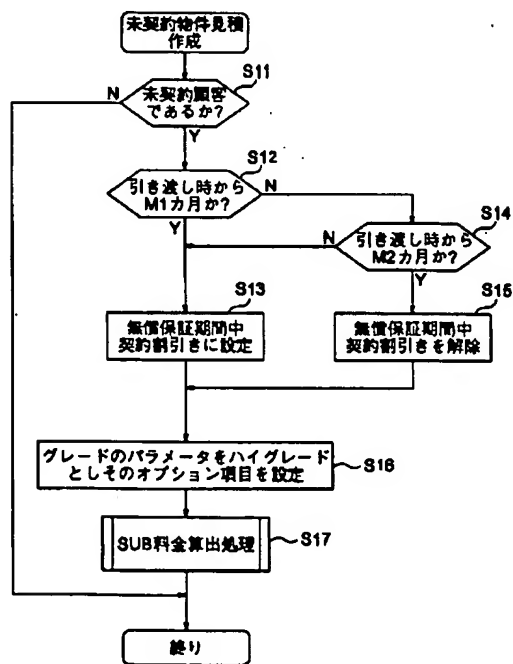 未契約物件見積
作成
S11
N
未契約顧客
であるか?
Y
S12
引き渡し時から
M1カ月か?
N
Y
S14
引き渡し時から
M2カ月か?
N
Y
S13
無償保証期間中
契約割引きに設定
S15
無償保証期間中
契約割引きを解除
グレードのパラメータをハイグレード
としそのオプション項目を設定
S16
SUB料金算出処理
S17
終り